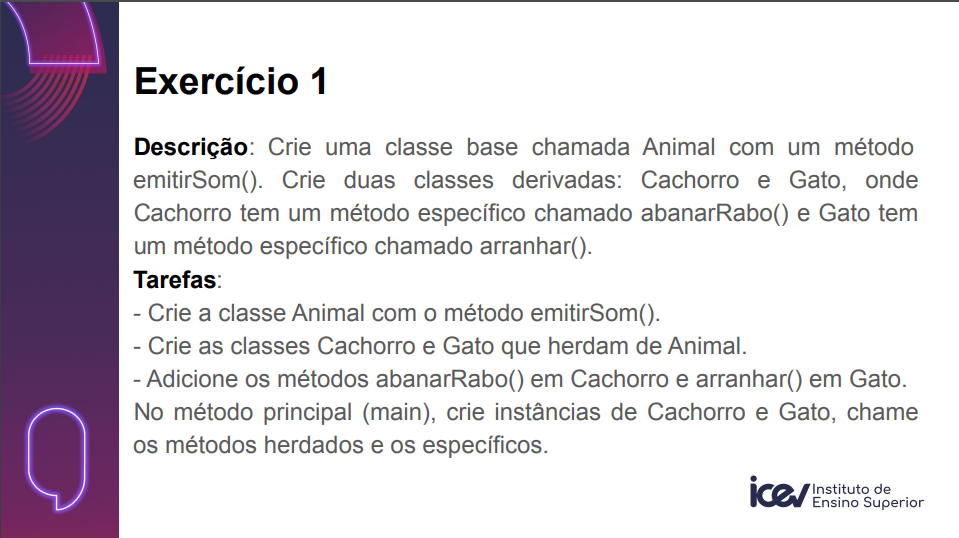 Exercício 1
Descrição: Crie uma classe base chamada Animal com um método
emitirSom(). Crie duas classes derivadas: Cachorro e Gato, onde
Cachorro tem um método específico chamado abanarRabo() e Gato tem
um método específico chamado arranhar().
Tarefas:
- Crie a classe Animal com o método emitirSom().
- Crie as classes Cachorro e Gato que herdam de Animal.
- Adicione os métodos abanarRabo() em Cachorro e arranhar() em Gato.
No método principal (main), crie instâncias de Cachorro e Gato, chame
os métodos herdados e os específicos.
icev Instituto de
Ensino Superior